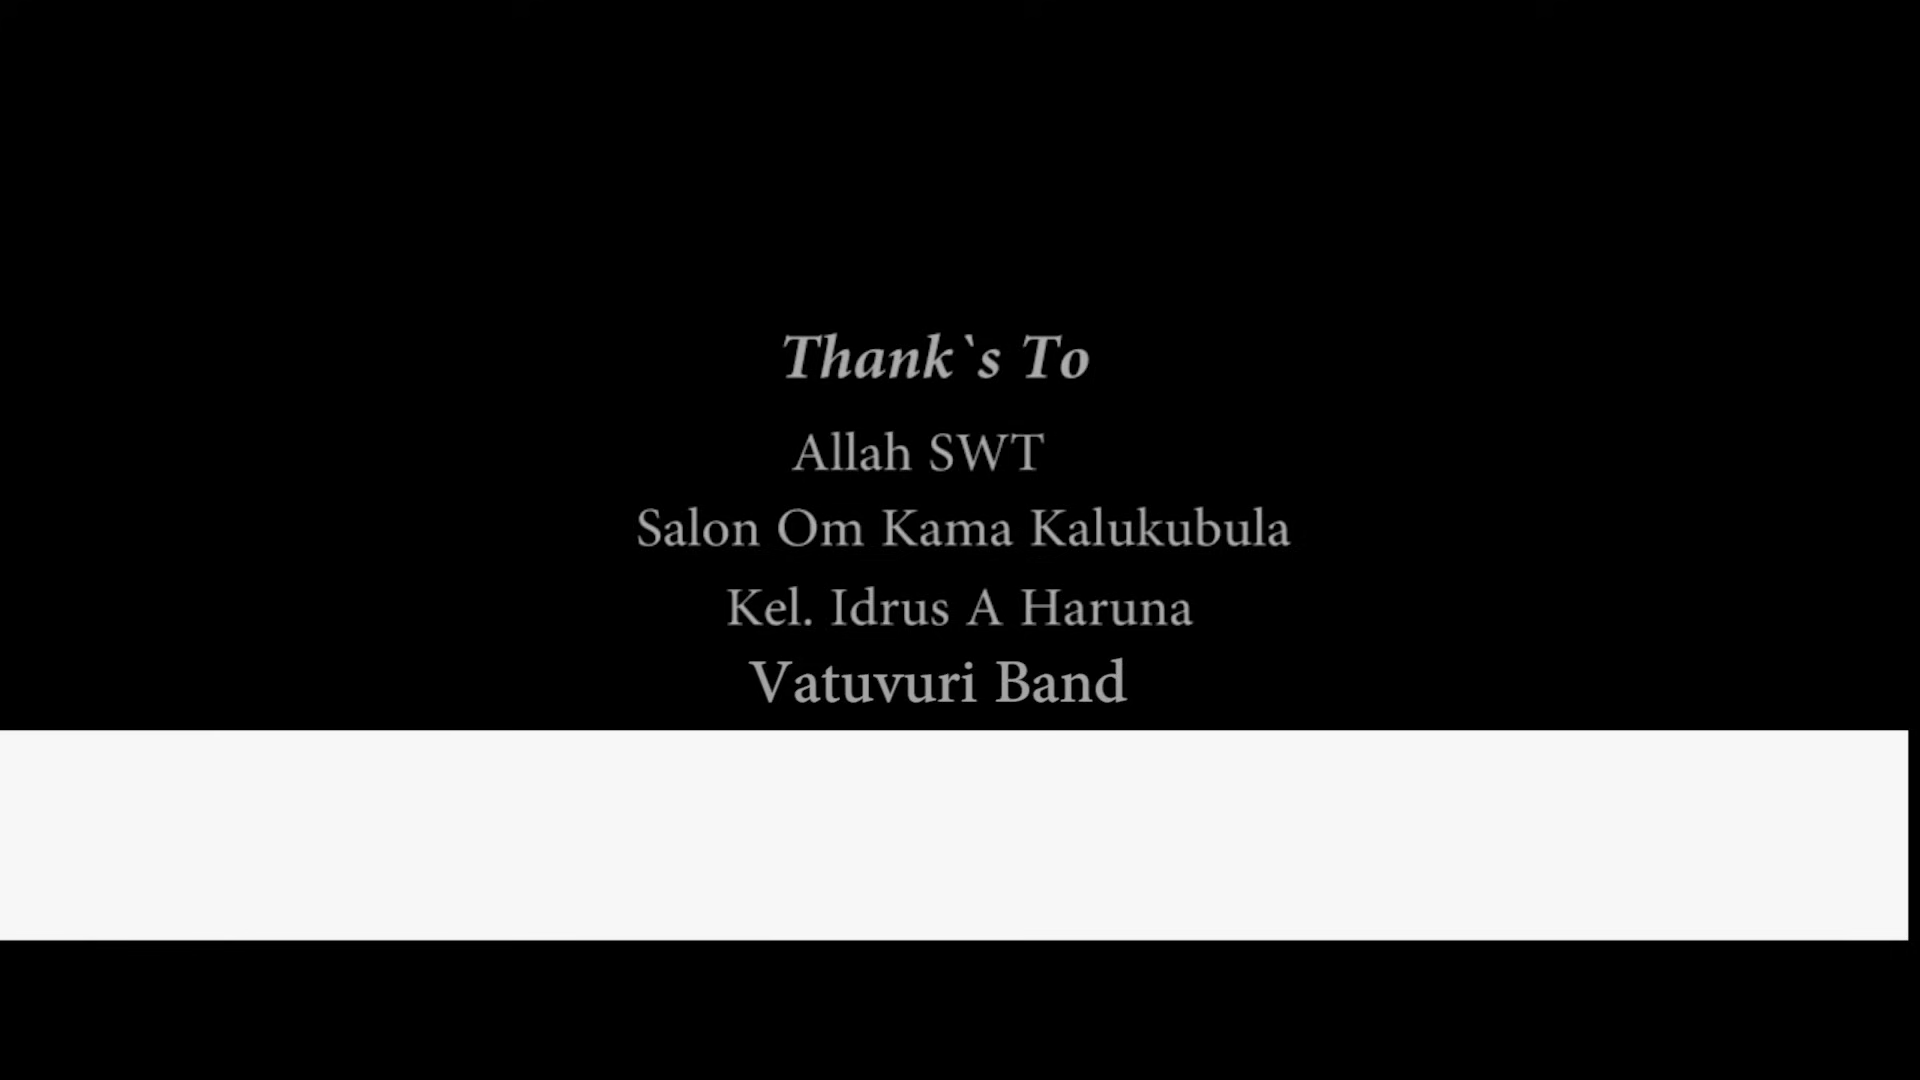 Thank`s To
Allah SWT
Salon Om Kama Kalukubula
Kel. Idrus A Haruna
Vatuvuri Band